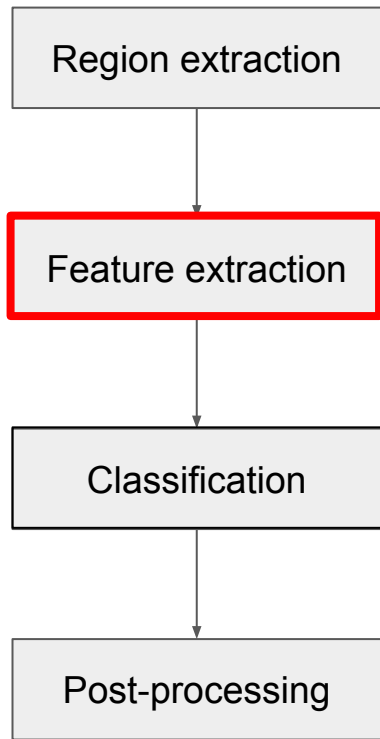 Region extraction
Feature extraction
Classification
Post-processing